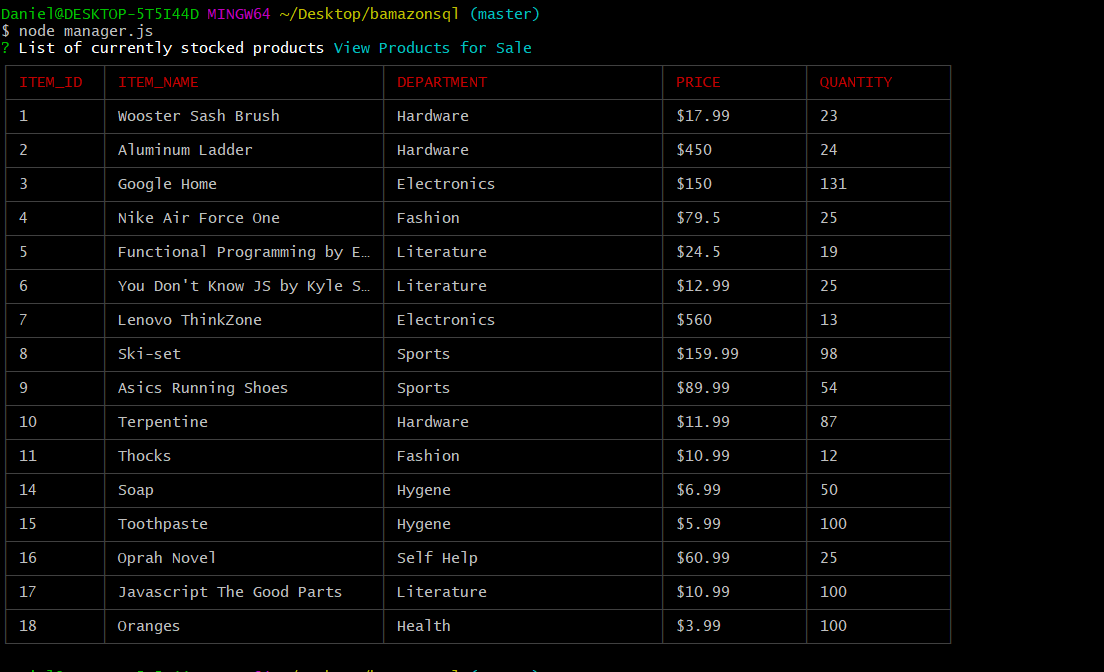 Daniel@DESKTOP-5T5I44D MINGW64 ~/Desktop/bamazonsql (master)
$ node manager.js
? List of currently stocked products View Products for Sale
ITEM_ID ITEM_NAME DEPARTMENT PRICE QUANTITY
1 Wooster Sash Brush Hardware $17.99 23
2 Aluminum Ladder Hardware $450 24
3 Google Home Electronics $150 131
4 Nike Air Force One Fashion $79.5 25
5 Functional Programming by E… Literature $24.5 19
6 You Don't Know JS by Kyle S… Literature $12.99 25
7 Lenovo ThinkZone Electronics $560 13
8 Ski-set Sports $159.99 98
9 Asics Running Shoes Sports $89.99 54
10 Terpentine Hardware $11.99 87
11 Thocks Fashion $10.99 12
14 Soap Hygene $6.99 50
15 Toothpaste Hygene $5.99 100
16 Oprah Novel Self Help $60.99 25
17 Javascript The Good Parts Literature $10.99 100
18 Oranges Health $3.99 100